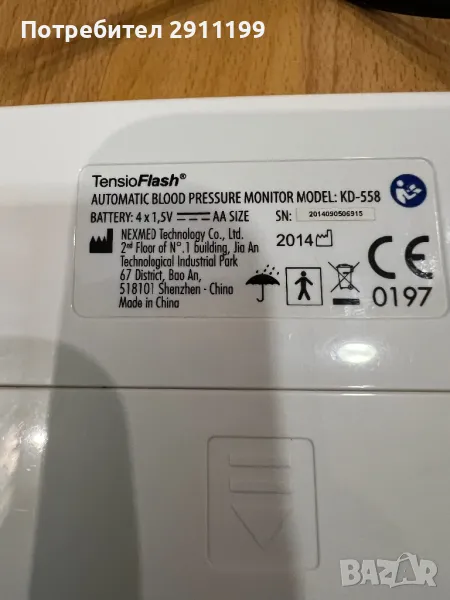 Потребител 2911199
TensioFlash®
AUTOMATIC BLOOD PRESSURE MONITOR MODEL: KD-558
BATTERY: 4 x 1,5V AA SIZE SN: 2014090506915
NEXMED Technology Co., Ltd.
2nd Floor of N°.1 building, Jia An
Technological Industrial Park
67 District, Bao An,
518101 Shenzhen - China
Made in China
2014
CE
0197
BAZAR.bg